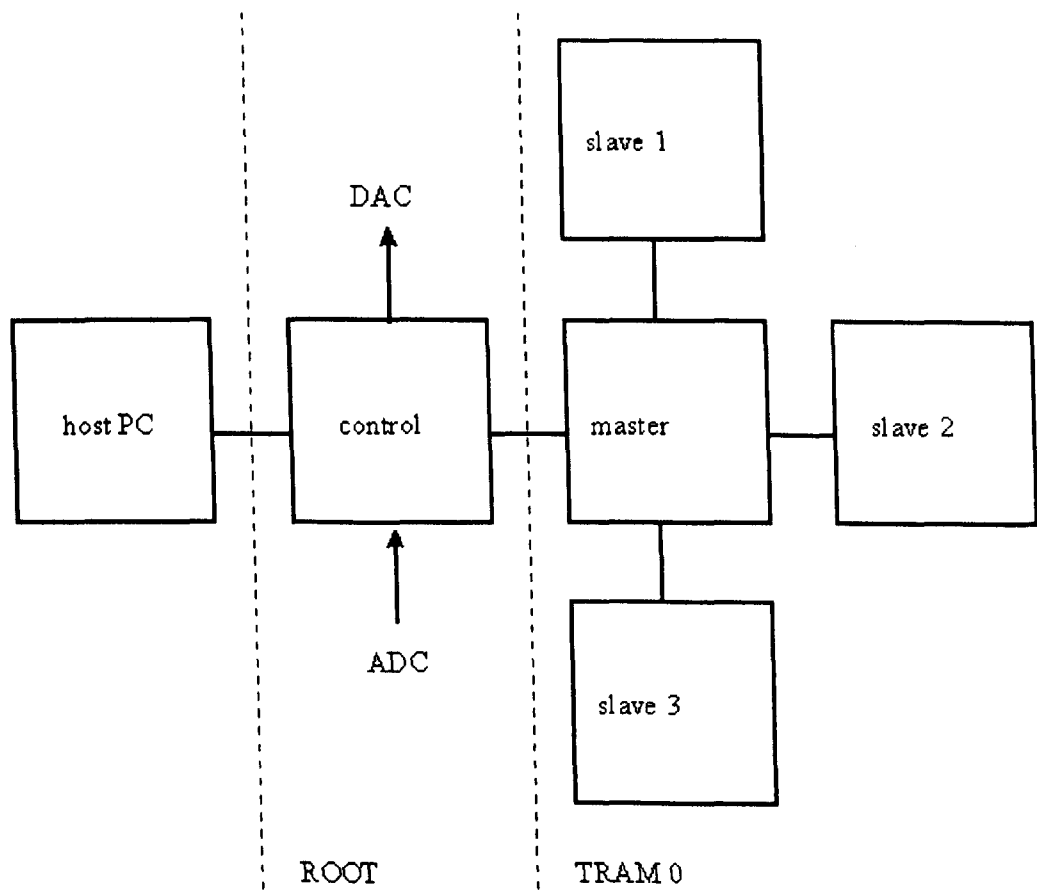 slave 1
DAC
host PC
control
master
slave 2
ADC
slave 3
ROOT
TRAM 0